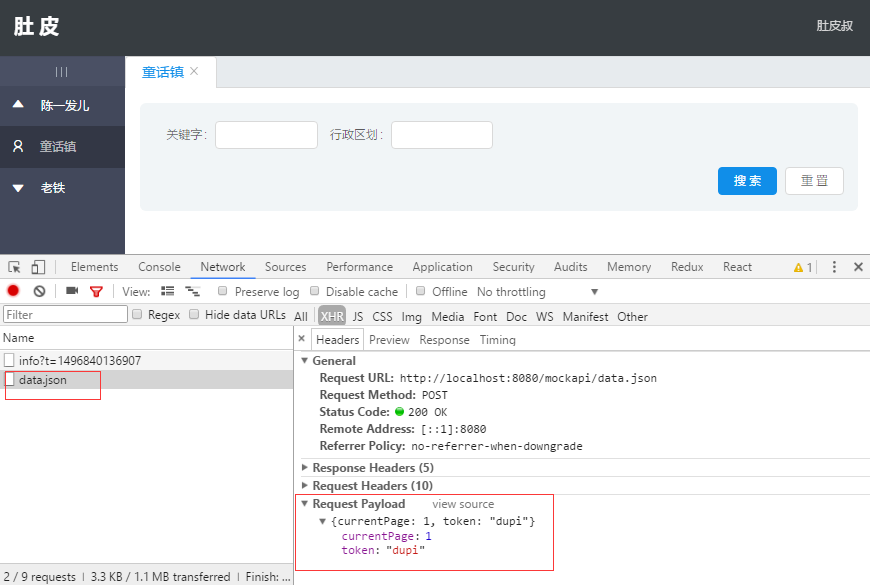 肚皮
肚皮叔
童话镇
陈一发儿
童话镇
老铁
关键字: 行政区划:
搜 索 重 置
Elements Console Network Sources Performance Application Security Audits Memory Redux React 1
View: Preserve log Disable cache Offline No throttling
Filter Regex Hide data URLs All XHR JS CSS Img Media Font Doc WS Manifest Other
Name
info?t=1496840136907
data.json
Headers Preview Response Timing
General
Request URL: http://localhost:8080/mockapi/data.json
Request Method: POST
Status Code: 200 OK
Remote Address: [::1]:8080
Referrer Policy: no-referrer-when-downgrade
Response Headers (5)
Request Headers (10)
Request Payload view source
{currentPage: 1, token: "dupi"}
currentPage: 1
token: "dupi"
2 / 9 requests | 3.3 KB / 1.1 MB transferred | Finish: ...